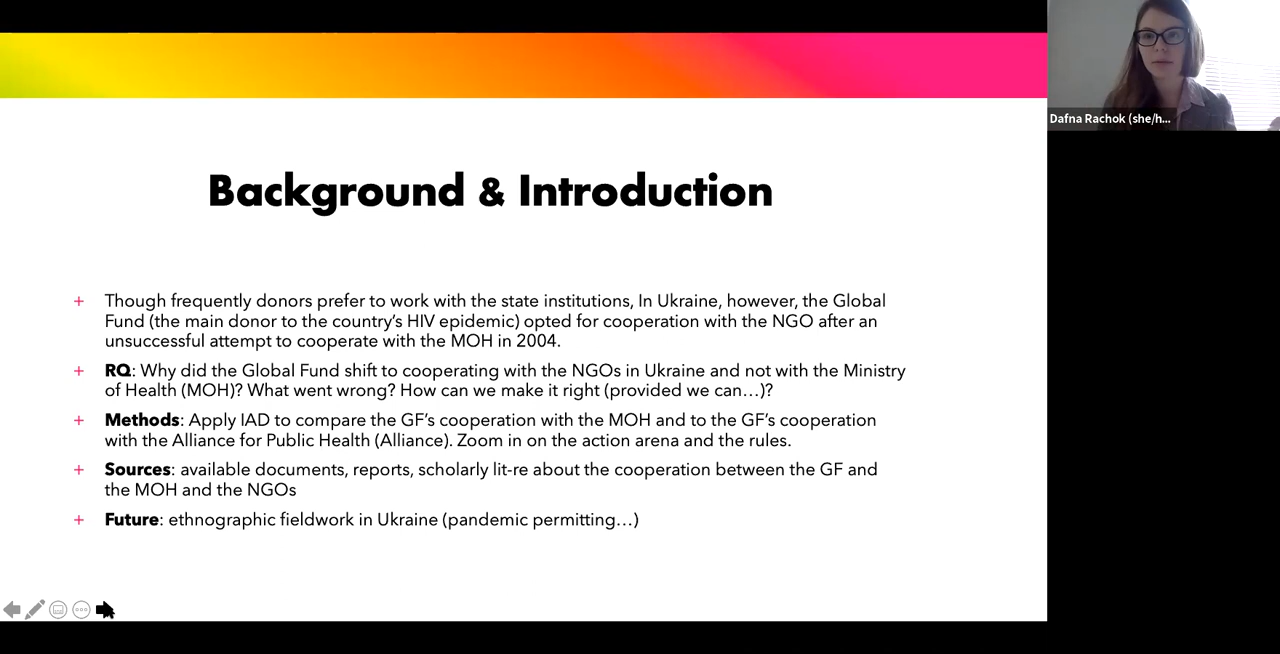 Background & Introduction
+ Though frequently donors prefer to work with the state institutions, In Ukraine, however, the Global
Fund (the main donor to the country's HIV epidemic) opted for cooperation with the NGO after an
unsuccessful attempt to cooperate with the MOH in 2004.
+ RQ: Why did the Global Fund shift to cooperating with the NGOs in Ukraine and not with the Ministry
of Health (MOH)? What went wrong? How can we make it right (provided we can…)?
+ Methods: Apply IAD to compare the GF's cooperation with the MOH and to the GF's cooperation
with the Alliance for Public Health (Alliance). Zoom in on the action arena and the rules.
+ Sources: available documents, reports, scholarly lit-re about the cooperation between the GF and
the MOH and the NGOs
+ Future: ethnographic fieldwork in Ukraine (pandemic permitting…)
Dafna Rachok (she/h...